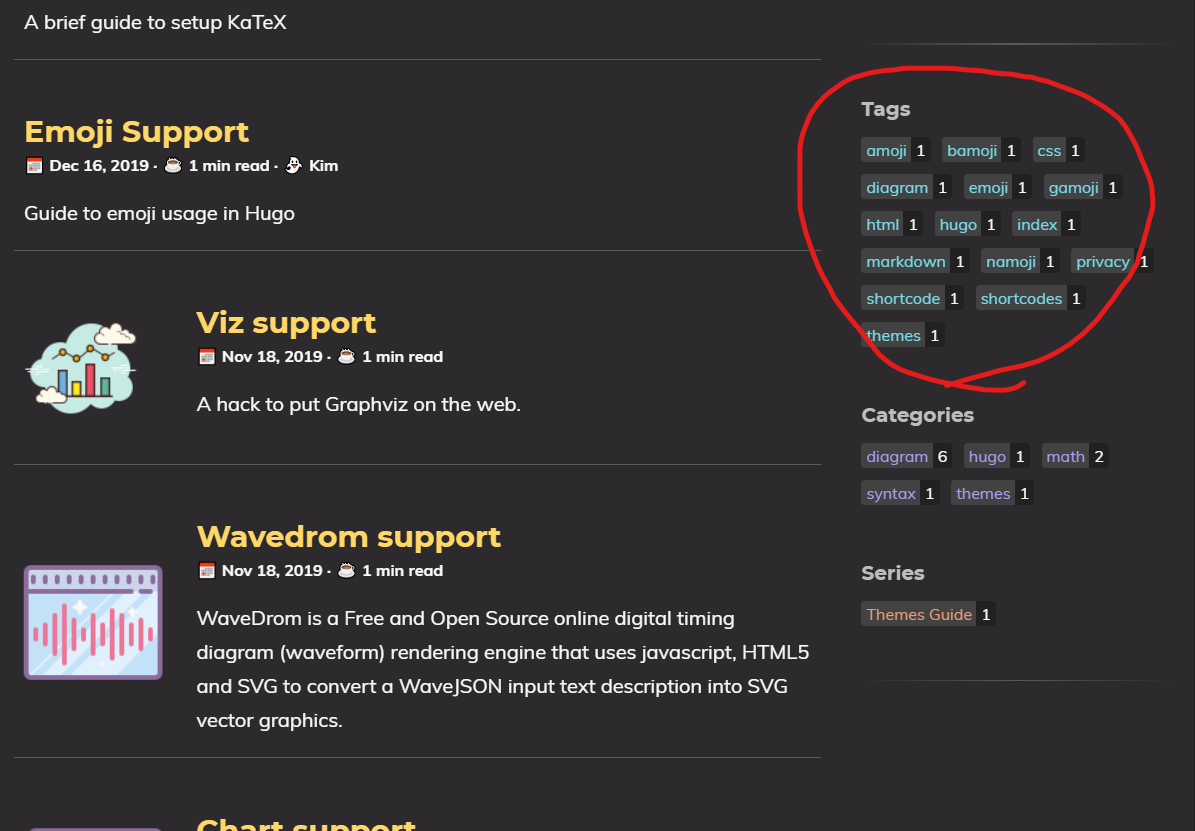 A brief guide to setup KaTeX
Emoji Support
Dec 16, 2019 · 1 min read · Kim
Guide to emoji usage in Hugo
Viz support
Nov 18, 2019 · 1 min read
A hack to put Graphviz on the web.
Wavedrom support
Nov 18, 2019 · 1 min read
WaveDrom is a Free and Open Source online digital timing
diagram (waveform) rendering engine that uses javascript, HTML5
and SVG to convert a WaveJSON input text description into SVG
vector graphics.
Chart support
Tags
amoji 1 bamoji 1 css 1
diagram 1 emoji 1 gamoji 1
html 1 hugo 1 index 1
markdown 1 namoji 1 privacy 1
shortcode 1 shortcodes 1
themes 1
Categories
diagram 6 hugo 1 math 2
syntax 1 themes 1
Series
Themes Guide 1